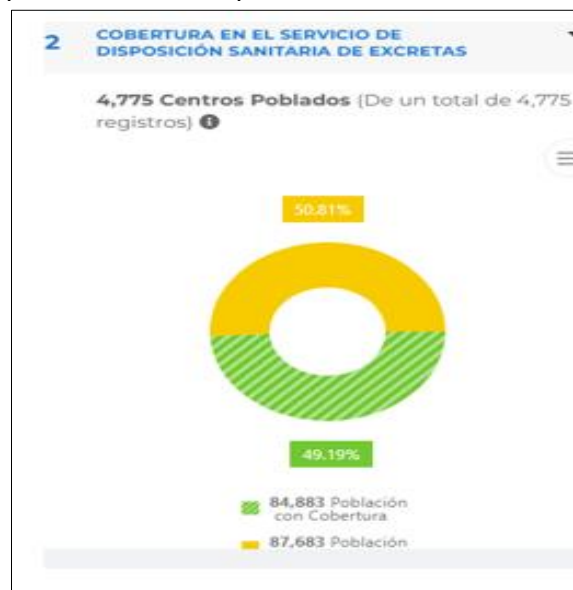 2 COBERTURA EN EL SERVICIO DE
DISPOSICIÓN SANITARIA DE EXCRETAS
4,775 Centros Poblados (De un total de 4,775
registros)
50.81%
49.19%
84,883 Población
con Cobertura
87,683 Población